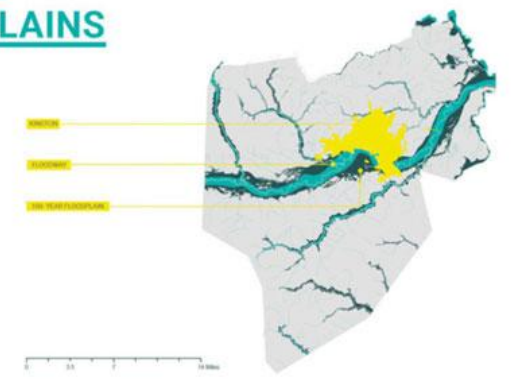 LAINS
KINSTON
FLOODWAY
100 YEAR FLOODPLAIN
0 3.5 7 14 Miles